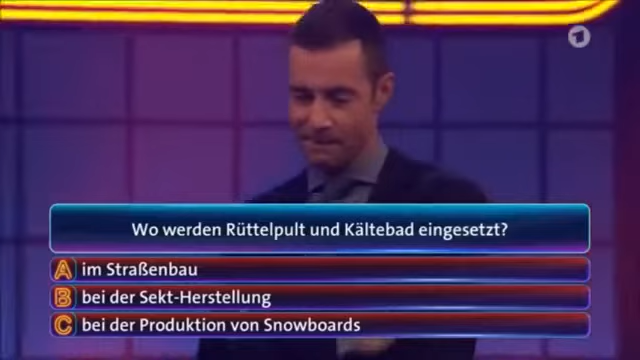 Wo werden Rüttelpult und Kältebad eingesetzt?
A im Straßenbau
B bei der Sekt-Herstellung
C bei der Produktion von Snowboards